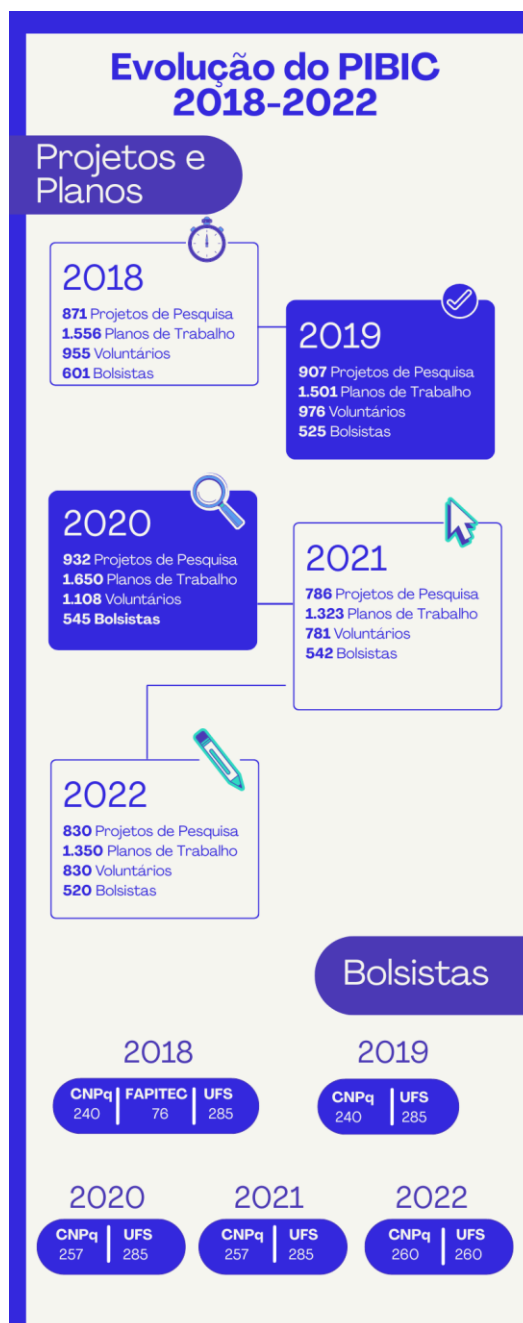 Evolução do PIBIC
2018-2022
Projetos e
Planos
2018
871 Projetos de Pesquisa
1.556 Planos de Trabalho
955 Voluntários
601 Bolsistas
2019
907 Projetos de Pesquisa
1.501 Planos de Trabalho
976 Voluntários
525 Bolsistas
2020
932 Projetos de Pesquisa
1.650 Planos de Trabalho
1.108 Voluntários
545 Bolsistas
2021
786 Projetos de Pesquisa
1.323 Planos de Trabalho
781 Voluntários
542 Bolsistas
2022
830 Projetos de Pesquisa
1.350 Planos de Trabalho
830 Voluntários
520 Bolsistas
Bolsistas
2018
CNPq FAPITEC UFS
240 76 285
2019
CNPq UFS
240 285
2020
CNPq UFS
257 285
2021
CNPq UFS
257 285
2022
CNPq UFS
260 260